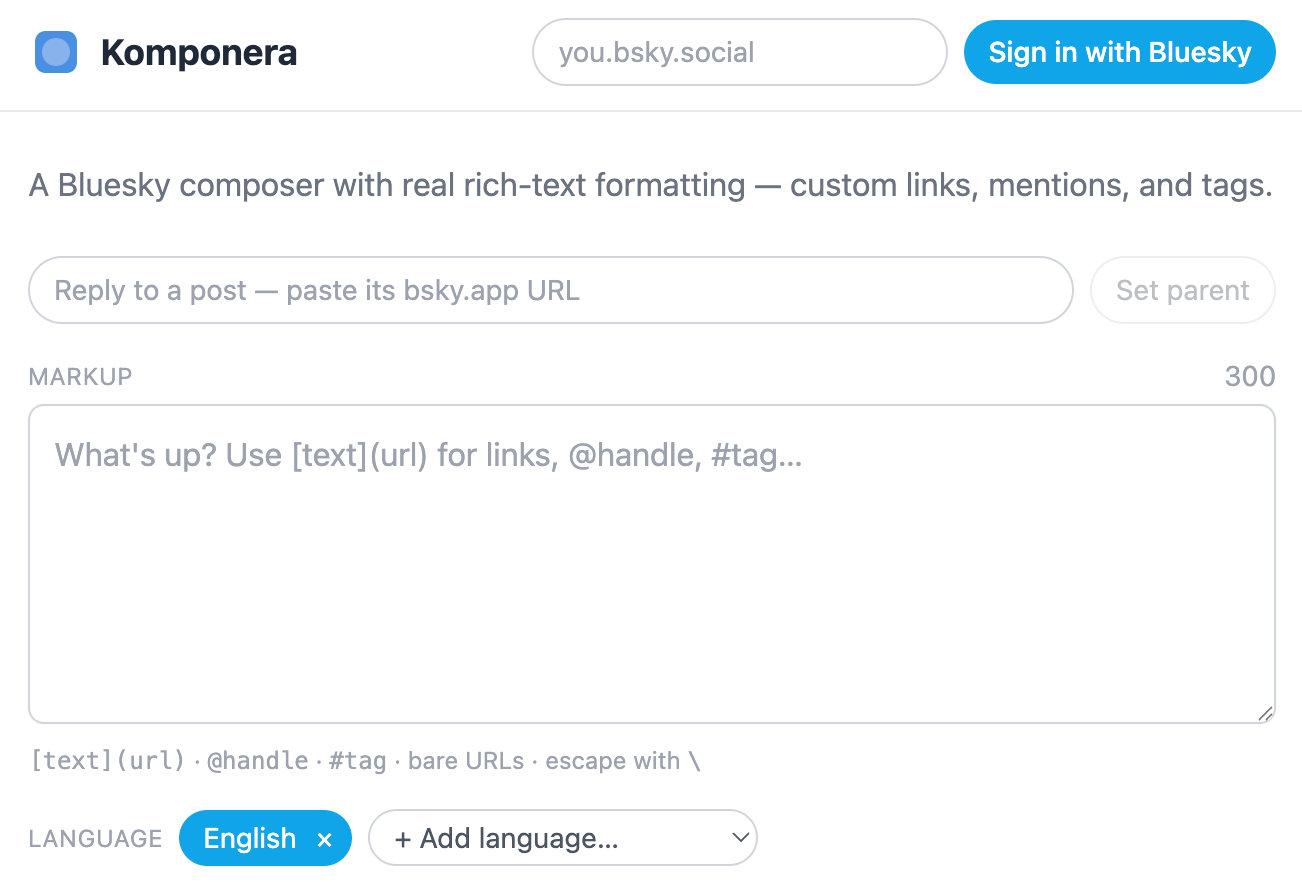 Komponera
you.bsky.social
Sign in with Bluesky
A Bluesky composer with real rich-text formatting — custom links, mentions, and tags.
Reply to a post — paste its bsky.app URL
Set parent
MARKUP
300
What's up? Use [text](url) for links, @handle, #tag...
[text](url) · @handle · #tag · bare URLs · escape with \
LANGUAGE
English ×
+ Add language...